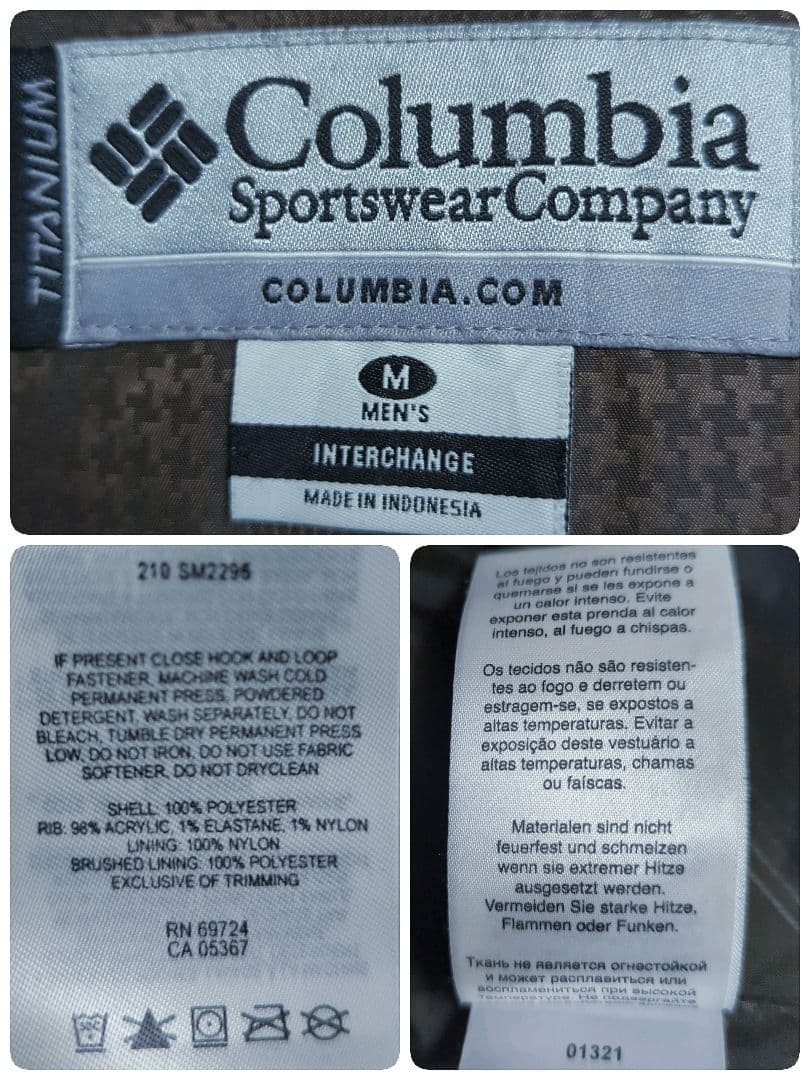 TITANIUM
Columbia
Sportswear Company
COLUMBIA.COM
M
MEN'S
INTERCHANGE
MADE IN INDONESIA
210 SM2295
IF PRESENT CLOSE HOOK AND LOOP
FASTENER, MACHINE WASH COLD
PERMANENT PRESS, POWDERED
DETERGENT, WASH SEPARATELY, DO NOT
BLEACH, TUMBLE DRY PERMANENT PRESS
LOW, DO NOT IRON, DO NOT USE FABRIC
SOFTENER, DO NOT DRYCLEAN
SHELL: 100% POLYESTER
RIB: 98% ACRYLIC, 1% ELASTANE, 1% NYLON
LINING: 100% NYLON
BRUSHED LINING: 100% POLYESTER
EXCLUSIVE OF TRIMMING
RN 69724
CA 05367
30C
Los tejidos no son resistentes
al fuego y pueden fundirse o
quemarse si se les expone a
un calor intenso. Evite
exponer esta prenda al calor
intenso, al fuego a chispas.
Os tecidos não são resisten-
tes ao fogo e derretem ou
estragem-se, se expostos a
altas temperaturas. Evitar a
exposição deste vestuário a
altas temperaturas, chamas
ou faíscas.
Materialen sind nicht
feuerfest und schmelzen
wenn sie extremer Hitze
ausgesetzt werden.
Vermeiden Sie starke Hitze,
Flammen oder Funken.
Ткань не является огнестойкой
и может расплавиться или
воспламениться при высокой
температуре. Не подвергайте
01321